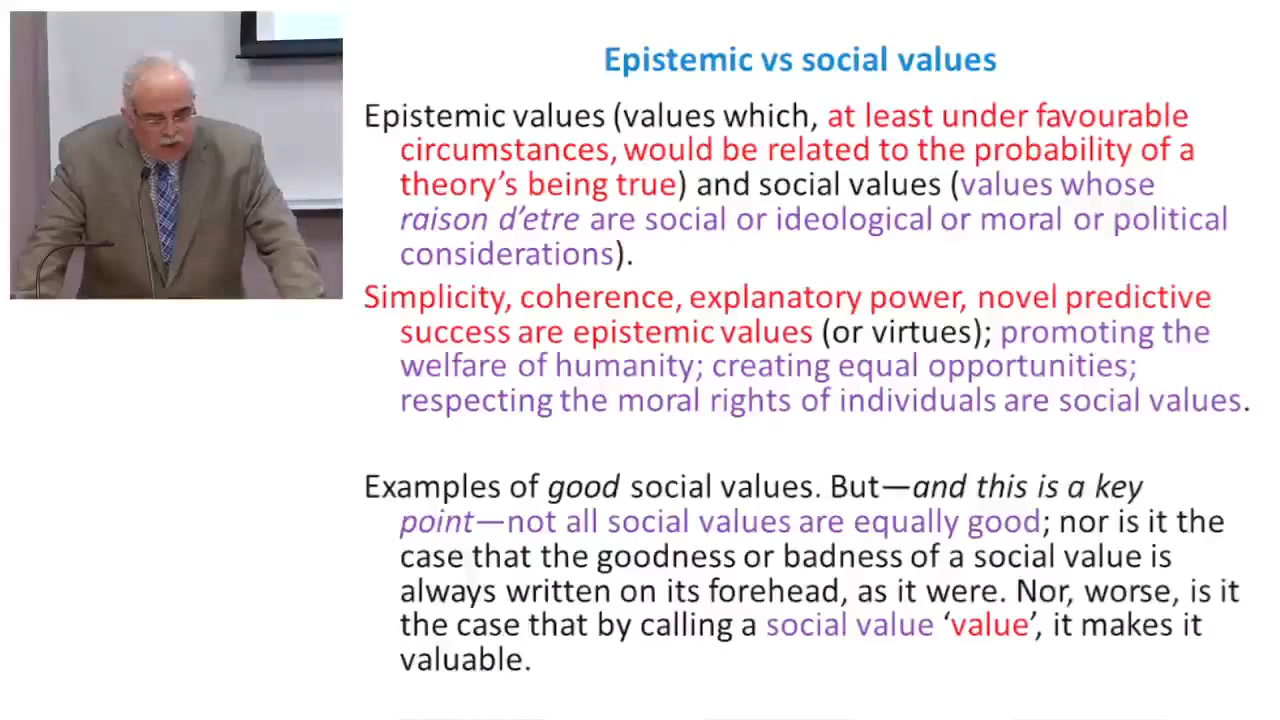 Epistemic vs social values
Epistemic values (values which, at least under favourable
circumstances, would be related to the probability of a
theory’s being true) and social values (values whose
raison d’etre are social or ideological or moral or political
considerations).
Simplicity, coherence, explanatory power, novel predictive
success are epistemic values (or virtues); promoting the
welfare of humanity; creating equal opportunities;
respecting the moral rights of individuals are social values.
Examples of good social values. But—and this is a key
point—not all social values are equally good; nor is it the
case that the goodness or badness of a social value is
always written on its forehead, as it were. Nor, worse, is it
the case that by calling a social value ‘value’, it makes it
valuable.